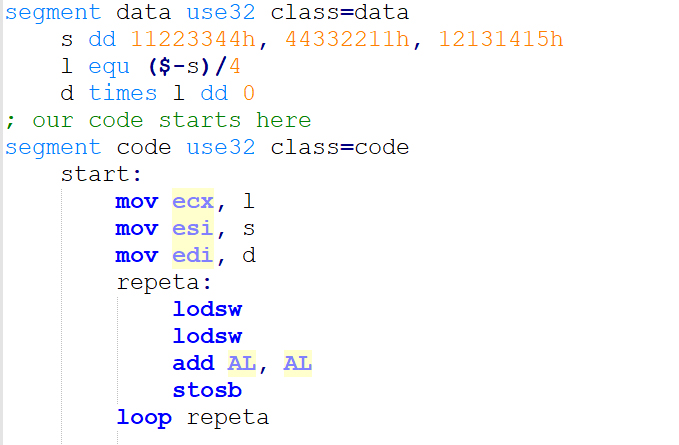 segment data use32 class=data
s dd 11223344h, 44332211h, 12131415h
l equ ($-s)/4
d times l dd 0
; our code starts here
segment code use32 class=code
start:
mov ecx, l
mov esi, s
mov edi, d
repeta:
lodsw
lodsw
add AL, AL
stosb
loop repeta